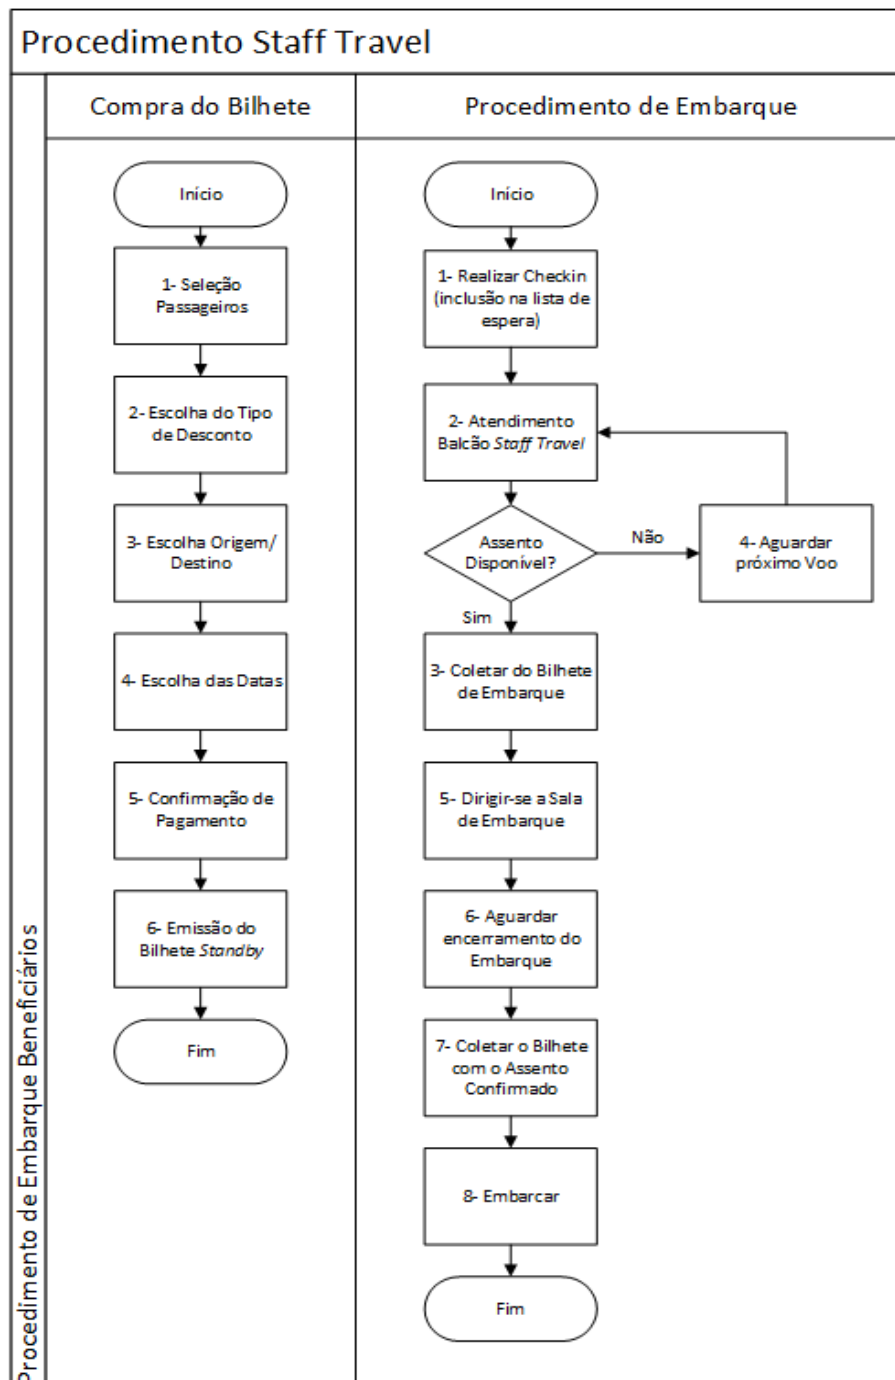 Procedimento Staff Travel
Procedimento de Embarque Beneficiários
Compra do Bilhete
Início
1- Seleção
Passageiros
2- Escolha do Tipo
de Desconto
3- Escolha Origem/
Destino
4- Escolha das Datas
5- Confirmação de
Pagamento
6- Emissão do
Bilhete Standby
Fim
Procedimento de Embarque
Início
1- Realizar Checkin
(inclusão na lista de
espera)
2- Atendimento
Balcão Staff Travel
Assento
Disponível?
Não
4- Aguardar
próximo Voo
Sim
3- Coletar do Bilhete
de Embarque
5- Dirigir-se a Sala
de Embarque
6- Aguardar
encerramento do
Embarque
7- Coletar o Bilhete
com o Assento
Confirmado
8- Embarcar
Fim